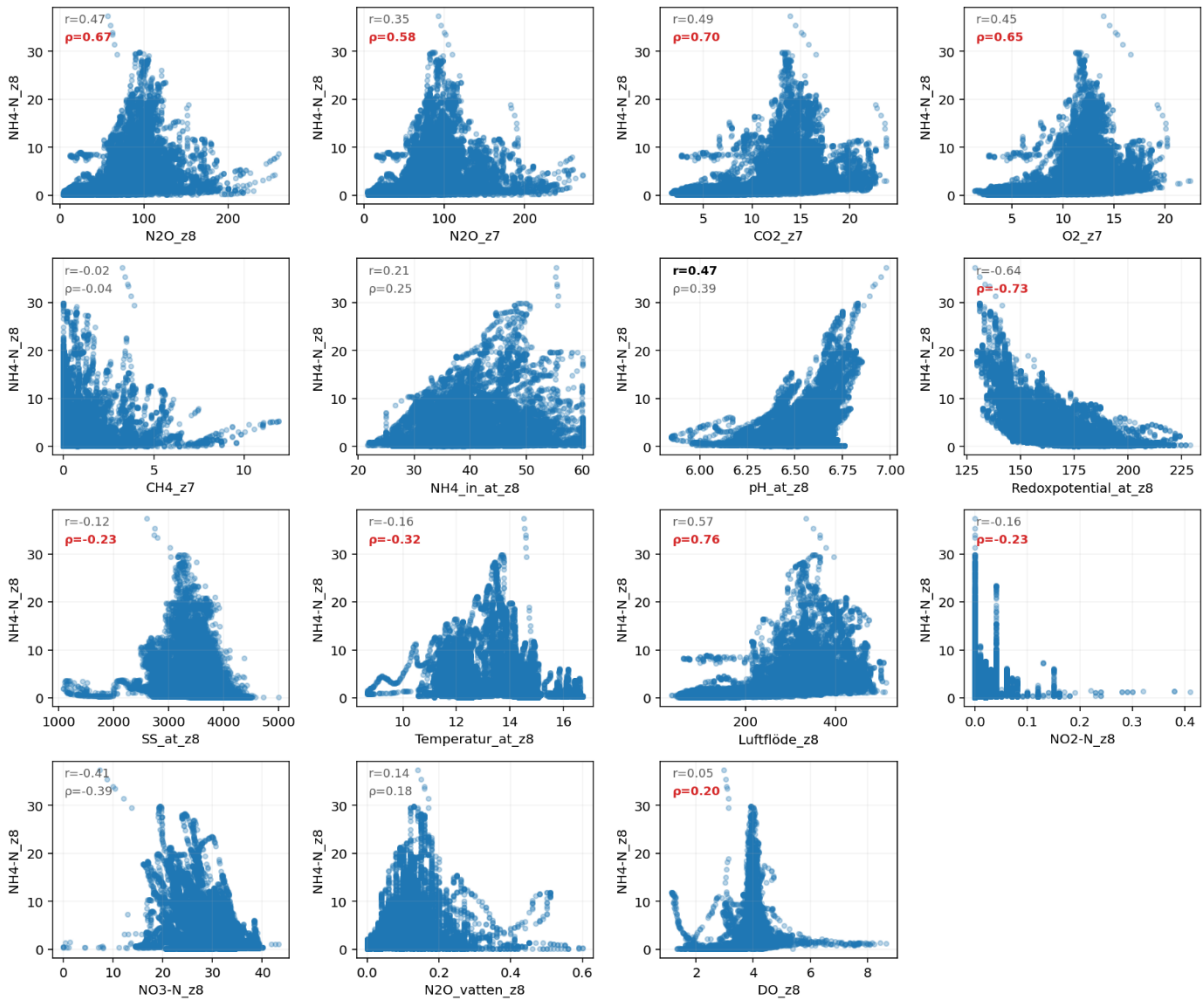 r=0.47
ρ=0.67
NH4-N_z8
30
20
10
0
0
100
200
N2O_z8
r=0.35
ρ=0.58
NH4-N_z8
30
20
10
0
0
100
200
N2O_z7
r=0.49
ρ=0.70
NH4-N_z8
30
20
10
0
5
10
15
20
CO2_z7
r=0.45
ρ=0.65
NH4-N_z8
30
20
10
0
5
10
15
20
O2_z7
r=-0.02
ρ=-0.04
NH4-N_z8
30
20
10
0
0
5
10
CH4_z7
r=0.21
ρ=0.25
NH4-N_z8
30
20
10
0
20
30
40
50
60
NH4_in_at_z8
r=0.47
ρ=0.39
NH4-N_z8
30
20
10
0
6.00
6.25
6.50
6.75
7.00
pH_at_z8
r=-0.64
ρ=-0.73
NH4-N_z8
30
20
10
0
125
150
175
200
225
Redoxpotential_at_z8
r=-0.12
ρ=-0.23
NH4-N_z8
30
20
10
0
1000
2000
3000
4000
5000
SS_at_z8
r=-0.16
ρ=-0.32
NH4-N_z8
30
20
10
0
10
12
14
16
Temperatur_at_z8
r=0.57
ρ=0.76
NH4-N_z8
30
20
10
0
200
400
Luftflöde_z8
r=-0.16
ρ=-0.23
NH4-N_z8
30
20
10
0
0.0
0.1
0.2
0.3
0.4
NO2-N_z8
r=-0.41
ρ=-0.39
NH4-N_z8
30
20
10
0
0
10
20
30
40
NO3-N_z8
r=0.14
ρ=0.18
NH4-N_z8
30
20
10
0
0.0
0.2
0.4
0.6
N2O_vatten_z8
r=0.05
ρ=0.20
NH4-N_z8
30
20
10
0
2
4
6
8
DO_z8